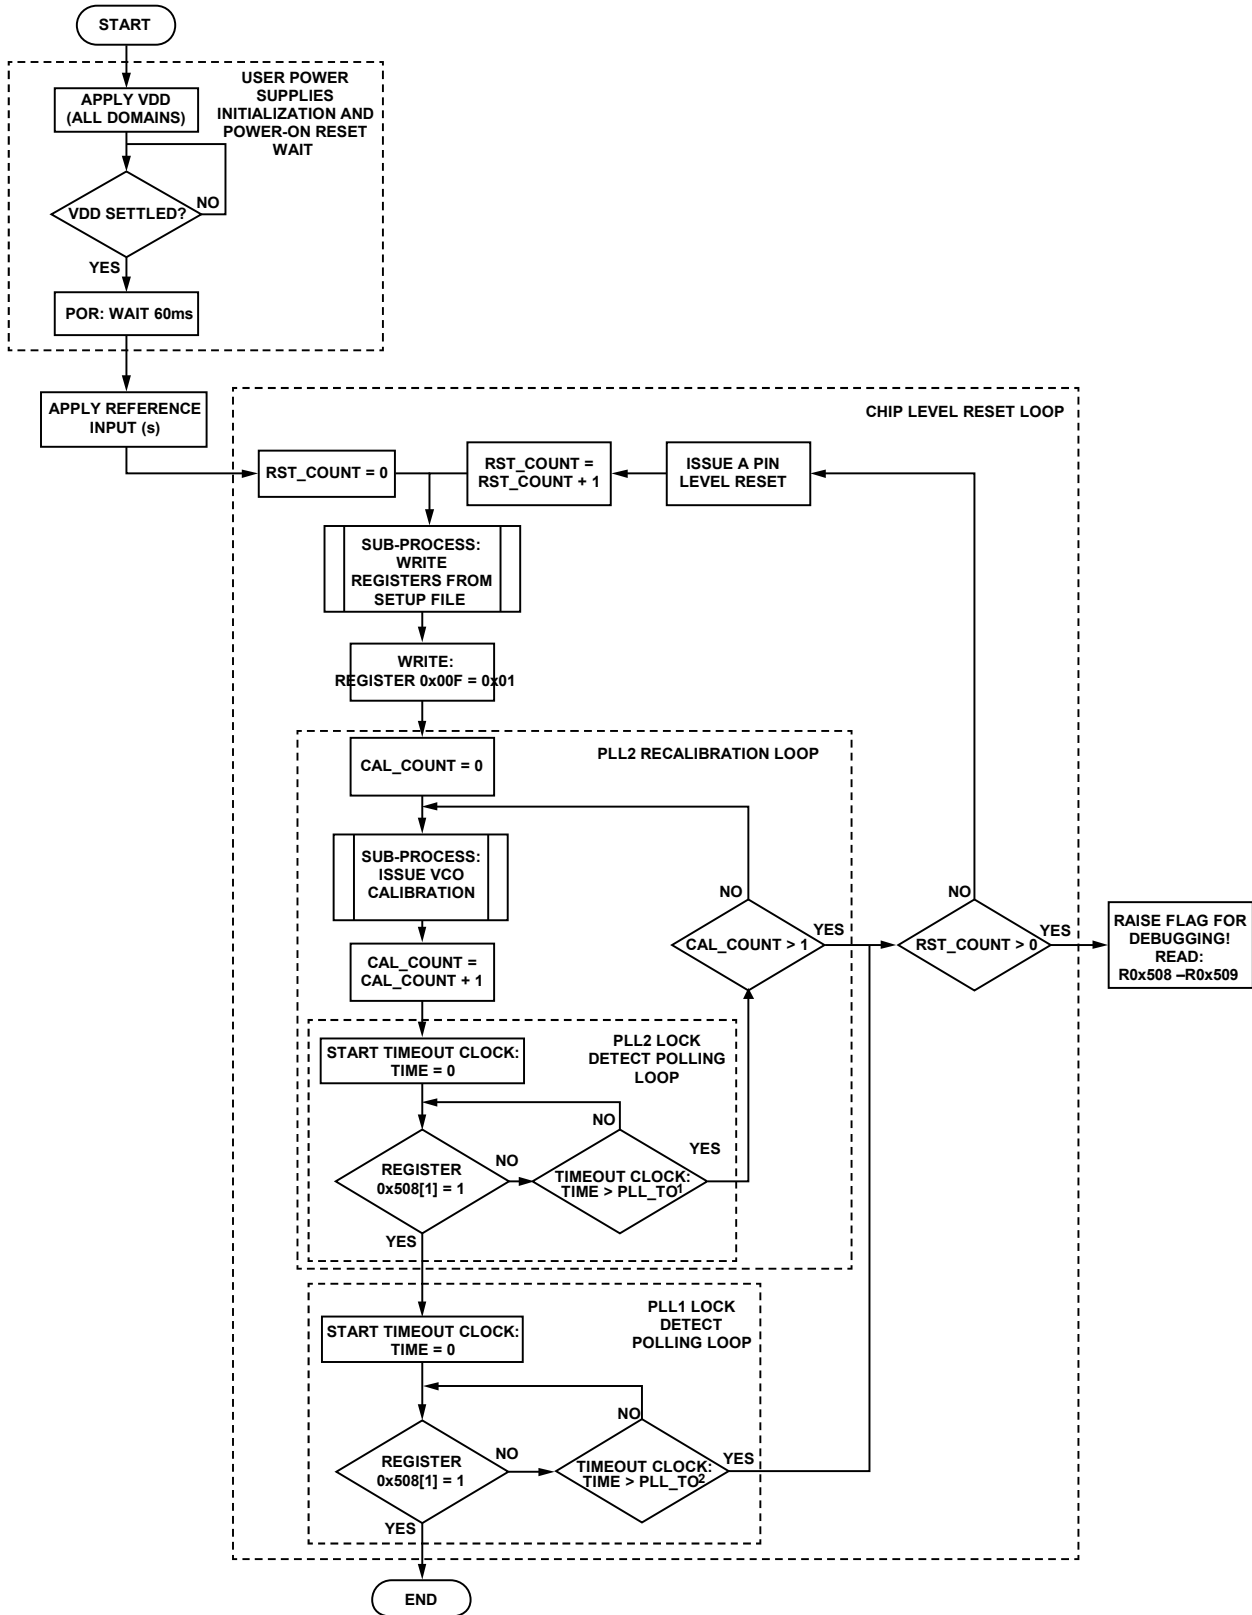 START
USER POWER
SUPPLIES
INITIALIZATION AND
POWER-ON RESET
WAIT
APPLY VDD
(ALL DOMAINS)
NO
VDD SETTLED?
YES
POR: WAIT 60ms
APPLY REFERENCE
INPUT (s)
CHIP LEVEL RESET LOOP
RST_COUNT = 0
RST_COUNT =
RST_COUNT + 1
ISSUE A PIN
LEVEL RESET
SUB-PROCESS:
WRITE
REGISTERS FROM
SETUP FILE
WRITE:
REGISTER 0x00F = 0x01
PLL2 RECALIBRATION LOOP
CAL_COUNT = 0
SUB-PROCESS:
ISSUE VCO
CALIBRATION
NO
CAL_COUNT > 1
YES
NO
RST_COUNT > 0
YES
RAISE FLAG FOR
DEBUGGING!
READ:
R0x508 –R0x509
CAL_COUNT =
CAL_COUNT + 1
PLL2 LOCK
DETECT POLLING
LOOP
START TIMEOUT CLOCK:
TIME = 0
NO
YES
REGISTER
0x508[1] = 1
NO
TIMEOUT CLOCK:
TIME > PLL_TO1
YES
PLL1 LOCK
DETECT
POLLING LOOP
START TIMEOUT CLOCK:
TIME = 0
NO
REGISTER
0x508[1] = 1
NO
TIMEOUT CLOCK:
TIME > PLL_TO2
YES
YES
END